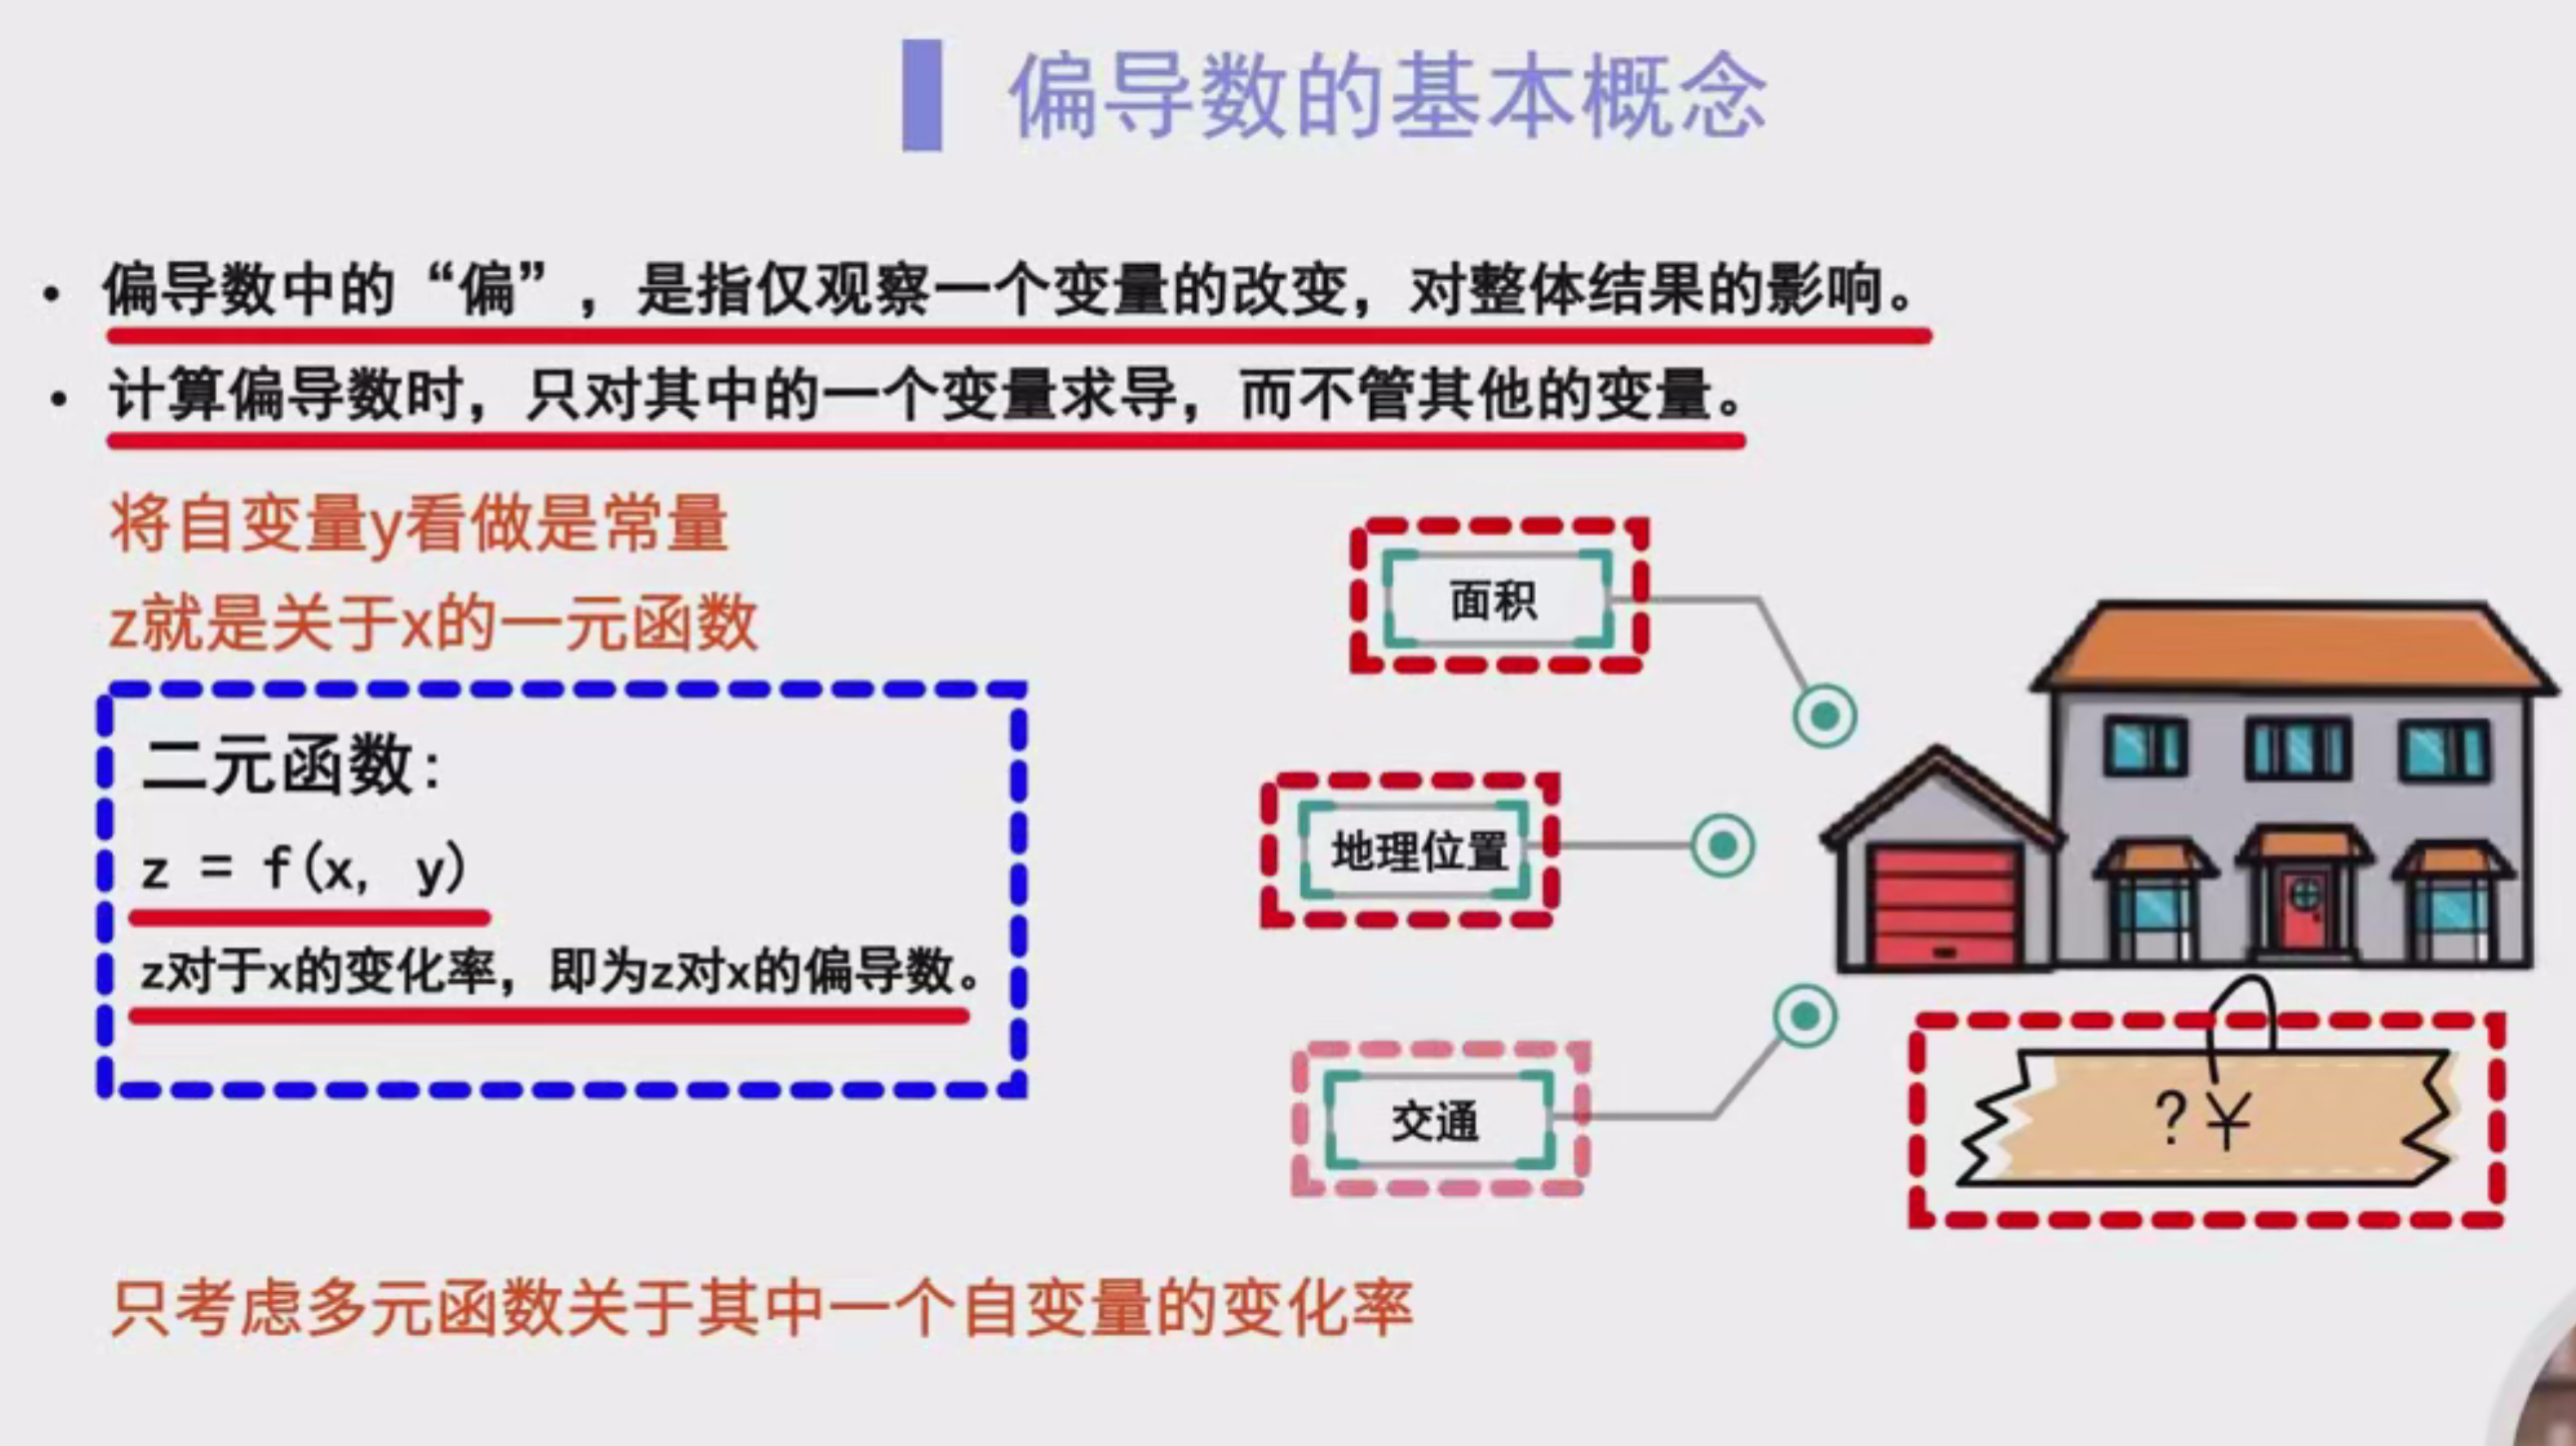 偏导数的基本概念
• 偏导数中的“偏”，是指仅观察一个变量的改变，对整体结果的影响。
• 计算偏导数时，只对其中的一个变量求导，而不管其他的变量。
将自变量y看做是常量
z就是关于x的一元函数
二元函数:
z = f(x, y)
z对于x的变化率，即为z对x的偏导数。
面积
地理位置
交通
?¥
只考虑多元函数关于其中一个自变量的变化率